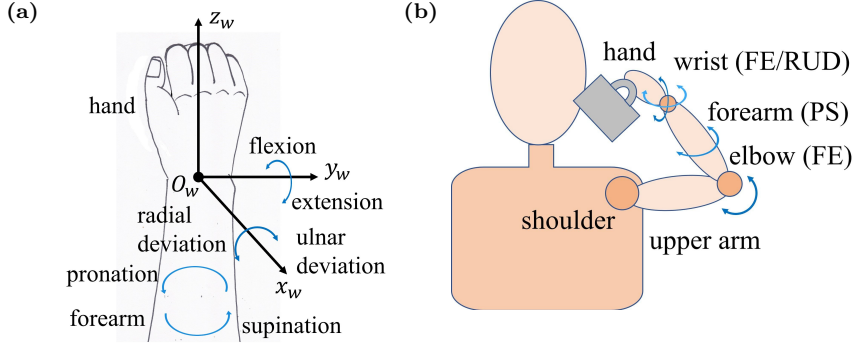 (a)
z_w
hand
flexion
O_w
y_w
extension
radial
deviation
ulnar
deviation
x_w
pronation
forearm
supination
(b)
hand
wrist (FE/RUD)
forearm (PS)
elbow (FE)
shoulder
upper arm